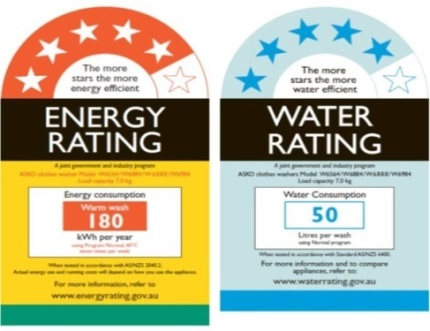 The more
stars the more
energy efficient
ENERGY
RATING
A joint government and industry program
ASKO clothes washer Model W6564/W6884/W6888/W6984
Load capacity 7.0 kg
Energy consumption
Warm wash
180
kWh per year
using Program Normal, 40°C
seven times per week
When tested in accordance with AS/NZS 2040.2.
Actual energy use and running costs will depend on how you use the appliance.
For more information, refer to
www.energyrating.gov.au
The more
stars the more
water efficient
WATER
RATING
A joint government and industry program
ASKO clothes washers Model W6564/W6884/W6888/W6984
Load capacity 7.0 kg
Water Consumption
50
Litres per wash
using Normal program
When tested in accordance with Standard AS/NZS 6400.
For more information and to compare
appliances, refer to:
www.waterrating.gov.au